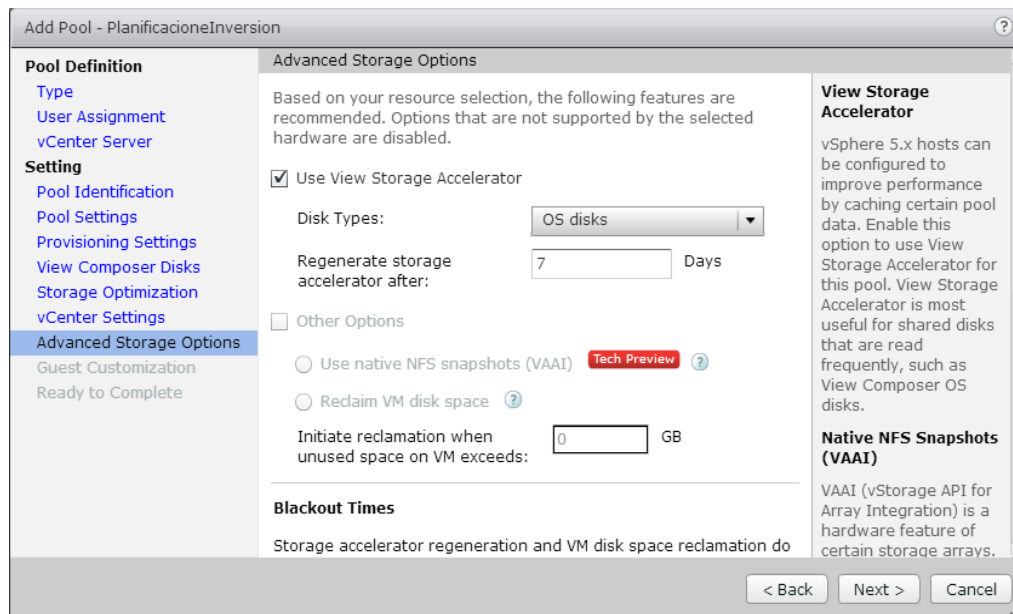 Add Pool - PlanificacioneInversion
?
Pool Definition
Type
User Assignment
vCenter Server
Setting
Pool Identification
Pool Settings
Provisioning Settings
View Composer Disks
Storage Optimization
vCenter Settings
Advanced Storage Options
Guest Customization
Ready to Complete
Advanced Storage Options
Based on your resource selection, the following features are
recommended. Options that are not supported by the selected
hardware are disabled.
Use View Storage Accelerator
Disk Types: OS disks
Regenerate storage
accelerator after: 7 Days
Other Options
Use native NFS snapshots (VAAI) Tech Preview ?
Reclaim VM disk space ?
Initiate reclamation when
unused space on VM exceeds: 0 GB
Blackout Times
Storage accelerator regeneration and VM disk space reclamation do
View Storage
Accelerator
vSphere 5.x hosts can
be configured to
improve performance
by caching certain pool
data. Enable this
option to use View
Storage Accelerator for
this pool. View Storage
Accelerator is most
useful for shared disks
that are read
frequently, such as
View Composer OS
disks.
Native NFS Snapshots
(VAAI)
VAAI (vStorage API for
Array Integration) is a
hardware feature of
certain storage arrays.
< Back Next > Cancel